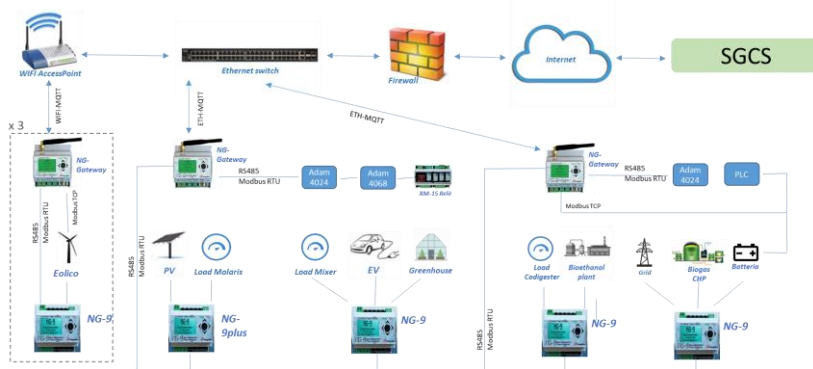 WIFI AccessPoint
Ethernet switch
Firewall
Internet
SGCS
WIFI-MQTT
ETH-MQTT
ETH-MQTT
x 3
NG-
Gateway
NG-
Gateway
NG-
Gateway
RS485
Modbus RTU
Adam
4024
Adam
4068
XM-15 Relè
RS485
Modbus RTU
Adam
4024
PLC
RS485
Modbus RTU
Modbus TCP
Modbus TCP
RS485
Modbus RTU
RS485
Modbus RTU
Eolico
PV
Load Malaris
Load Mixer
EV
Greenhouse
Load
Codigester
Bioethanol
plant
Grid
Biogas
CHP
Batteria
NG-9
NG-
9plus
NG-9
NG-9
NG-9